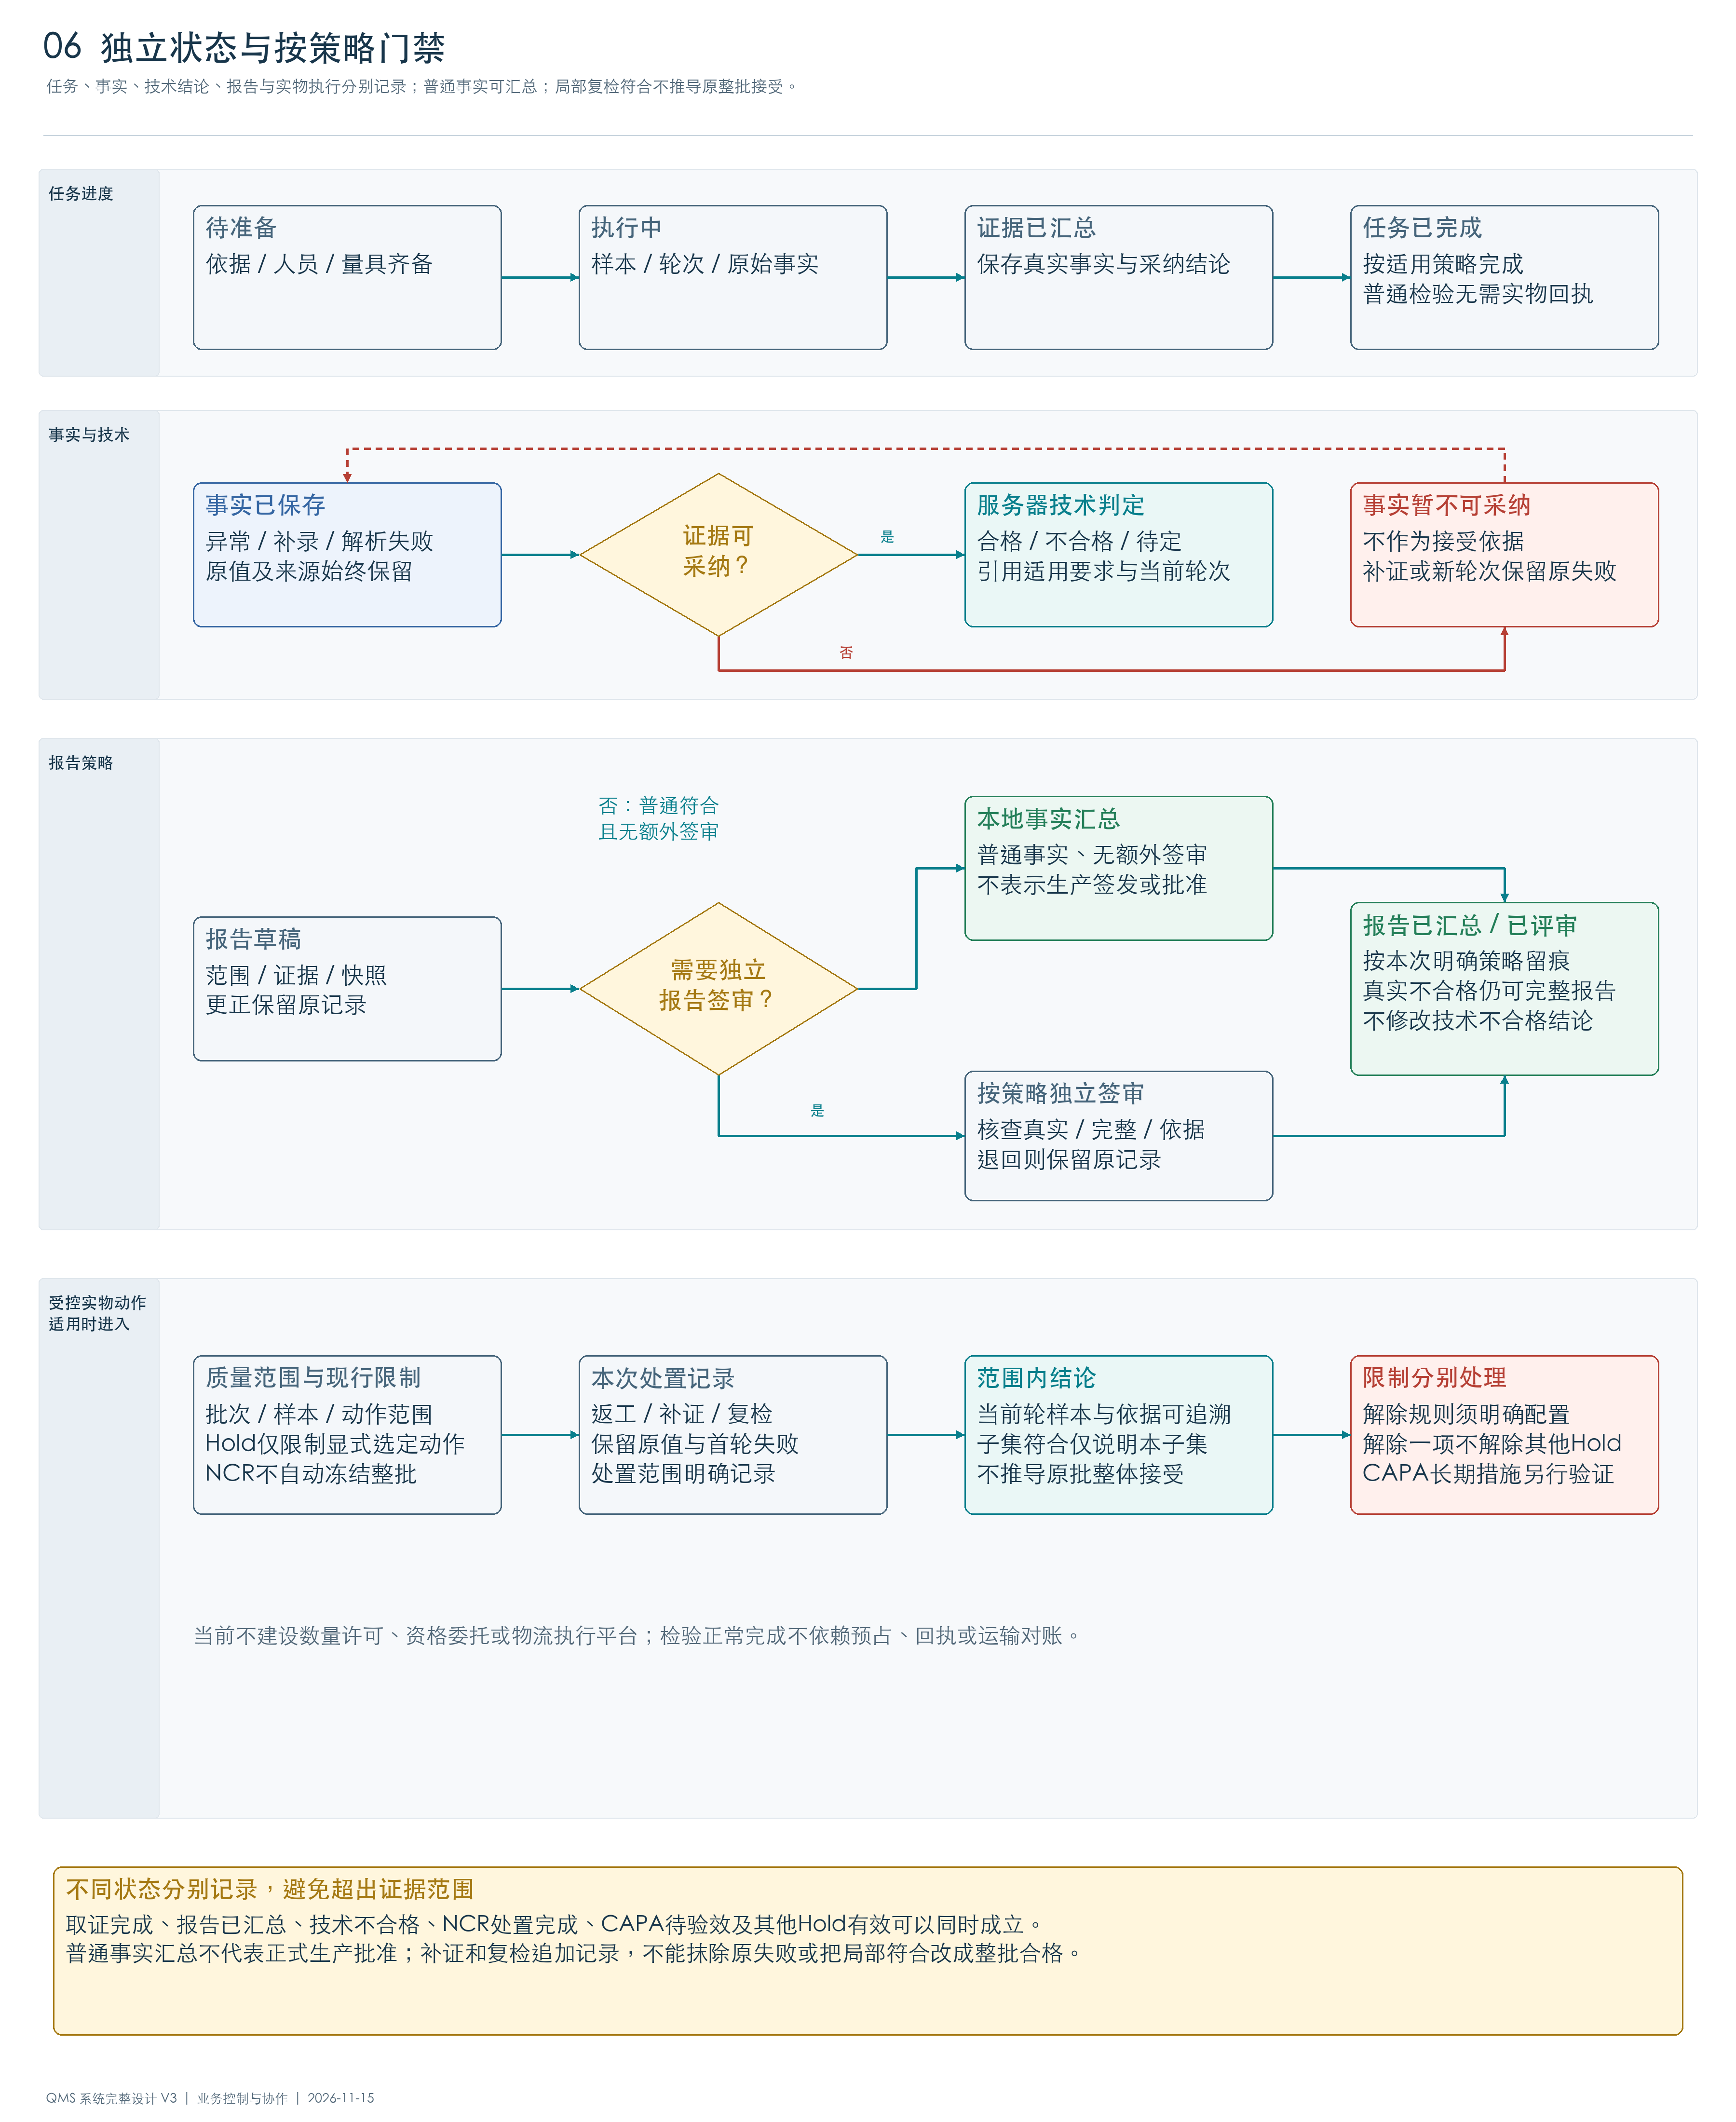 06 独立状态与按策略门禁
任务、事实、技术结论、报告与实物执行分别记录；普通事实可汇总；局部复检符合不推导原整批接受。
任务进度
待准备
依据 / 人员 / 量具齐备
执行中
样本 / 轮次 / 原始事实
证据已汇总
保存真实事实与采纳结论
任务已完成
按适用策略完成
普通检验无需实物回执
事实与技术
事实已保存
异常 / 补录 / 解析失败
原值及来源始终保留
证据可
采纳？
是
否
服务器技术判定
合格 / 不合格 / 待定
引用适用要求与当前轮次
事实暂不可采纳
不作为接受依据
补证或新轮次保留原失败
报告策略
报告草稿
范围 / 证据 / 快照
更正保留原记录
否：普通符合
且无额外签审
需要独立
报告签审？
是
本地事实汇总
普通事实、无额外签审
不表示生产签发或批准
按策略独立签审
核查真实 / 完整 / 依据
退回则保留原记录
报告已汇总 / 已评审
按本次明确策略留痕
真实不合格仍可完整报告
不修改技术不合格结论
受控实物动作
适用时进入
质量范围与现行限制
批次 / 样本 / 动作范围
Hold仅限制显式选定动作
NCR不自动冻结整批
本次处置记录
返工 / 补证 / 复检
保留原值与首轮失败
处置范围明确记录
范围内结论
当前轮样本与依据可追溯
子集符合仅说明本子集
不推导原批整体接受
限制分别处理
解除规则须明确配置
解除一项不解除其他Hold
CAPA长期措施另行验证
当前不建设数量许可、资格委托或物流执行平台；检验正常完成不依赖预占、回执或运输对账。
不同状态分别记录，避免超出证据范围
取证完成、报告已汇总、技术不合格、NCR处置完成、CAPA待验效及其他Hold有效可以同时成立。
普通事实汇总不代表正式生产批准；补证和复检追加记录，不能抹除原失败或把局部符合改成整批合格。
QMS 系统完整设计 V3 | 业务控制与协作 | 2026-11-15